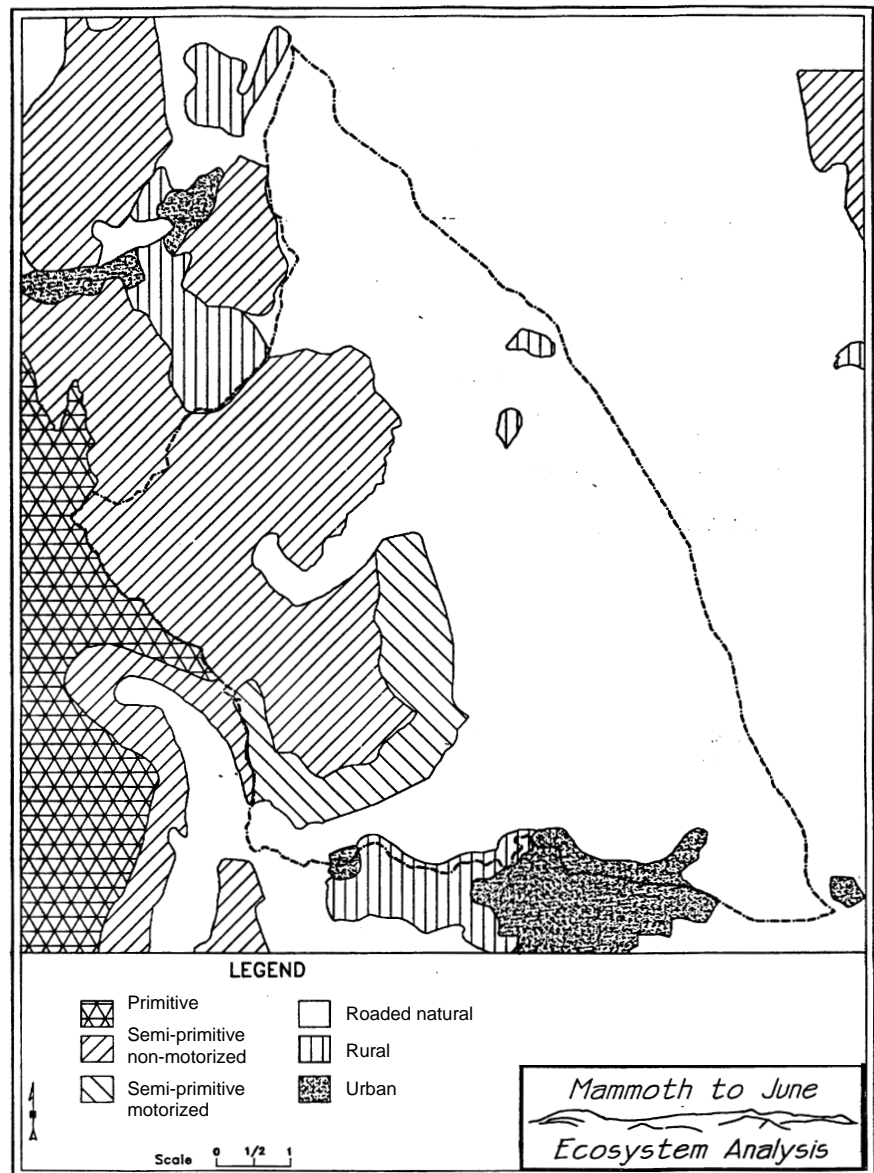 LEGEND
Primitive
Semi-primitive
non-motorized
Semi-primitive
motorized
Roaded natural
Rural
Urban
Scale 0 1/2 1
Mammoth to June
Ecosystem Analysis